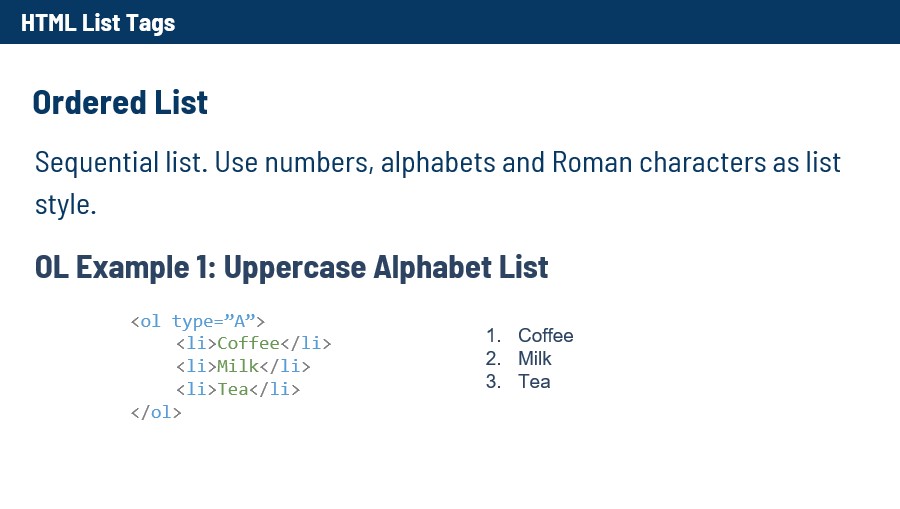 HTML List Tags
Ordered List
Sequential list. Use numbers, alphabets and Roman characters as list
style.
OL Example 1: Uppercase Alphabet List
<ol type=”A”>
<li>Coffee</li>
<li>Milk</li>
<li>Tea</li>
</ol>
1. Coffee
2. Milk
3. Tea